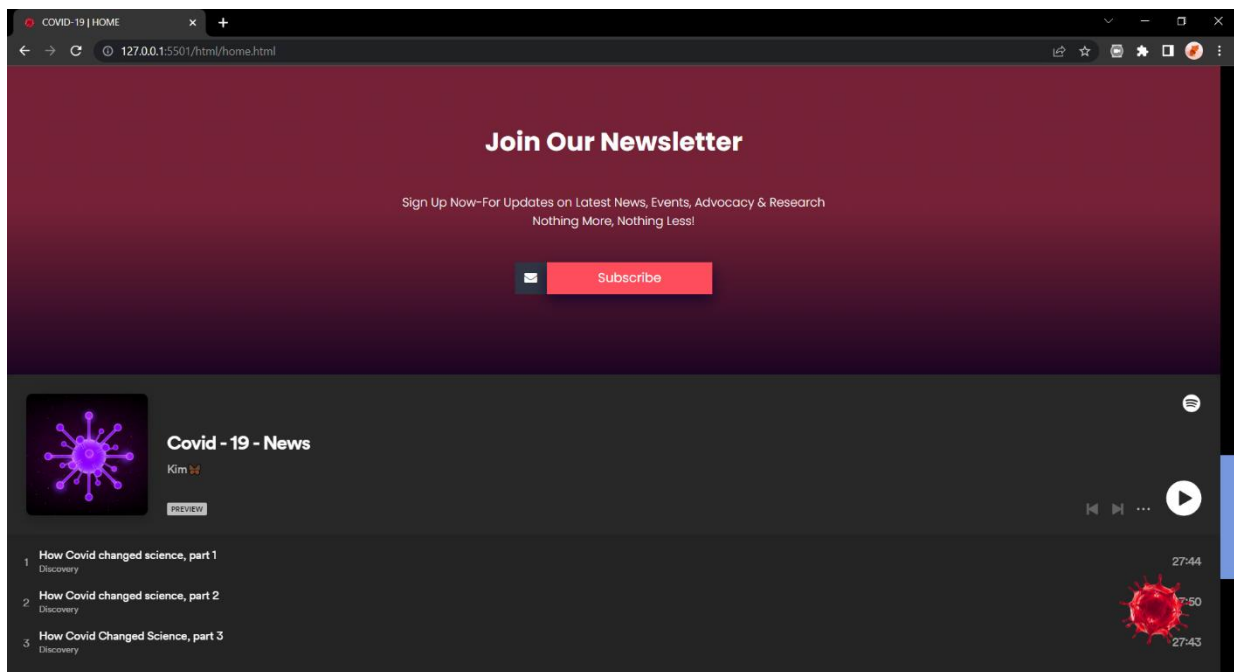 COVID-19 | HOME
127.0.0.1:5501/html/home.html
Join Our Newsletter
Sign Up Now-For Updates on Latest News, Events, Advocacy & Research
Nothing More, Nothing Less!
Subscribe
Covid - 19 - News
Kim
PREVIEW
1 How Covid changed science, part 1 27:44
Discovery
2 How Covid changed science, part 2 27:50
Discovery
3 How Covid Changed Science, part 3 27:43
Discovery